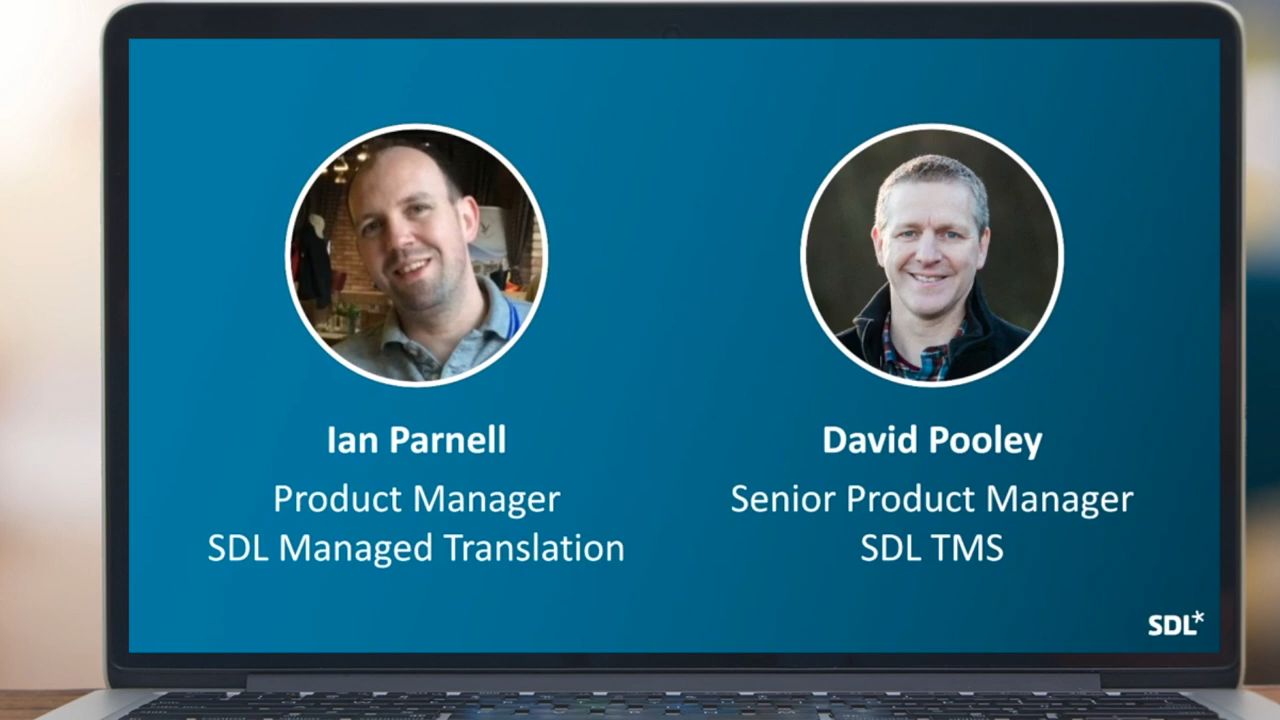 Ian Parnell
Product Manager
SDL Managed Translation
David Pooley
Senior Product Manager
SDL TMS
SDL*